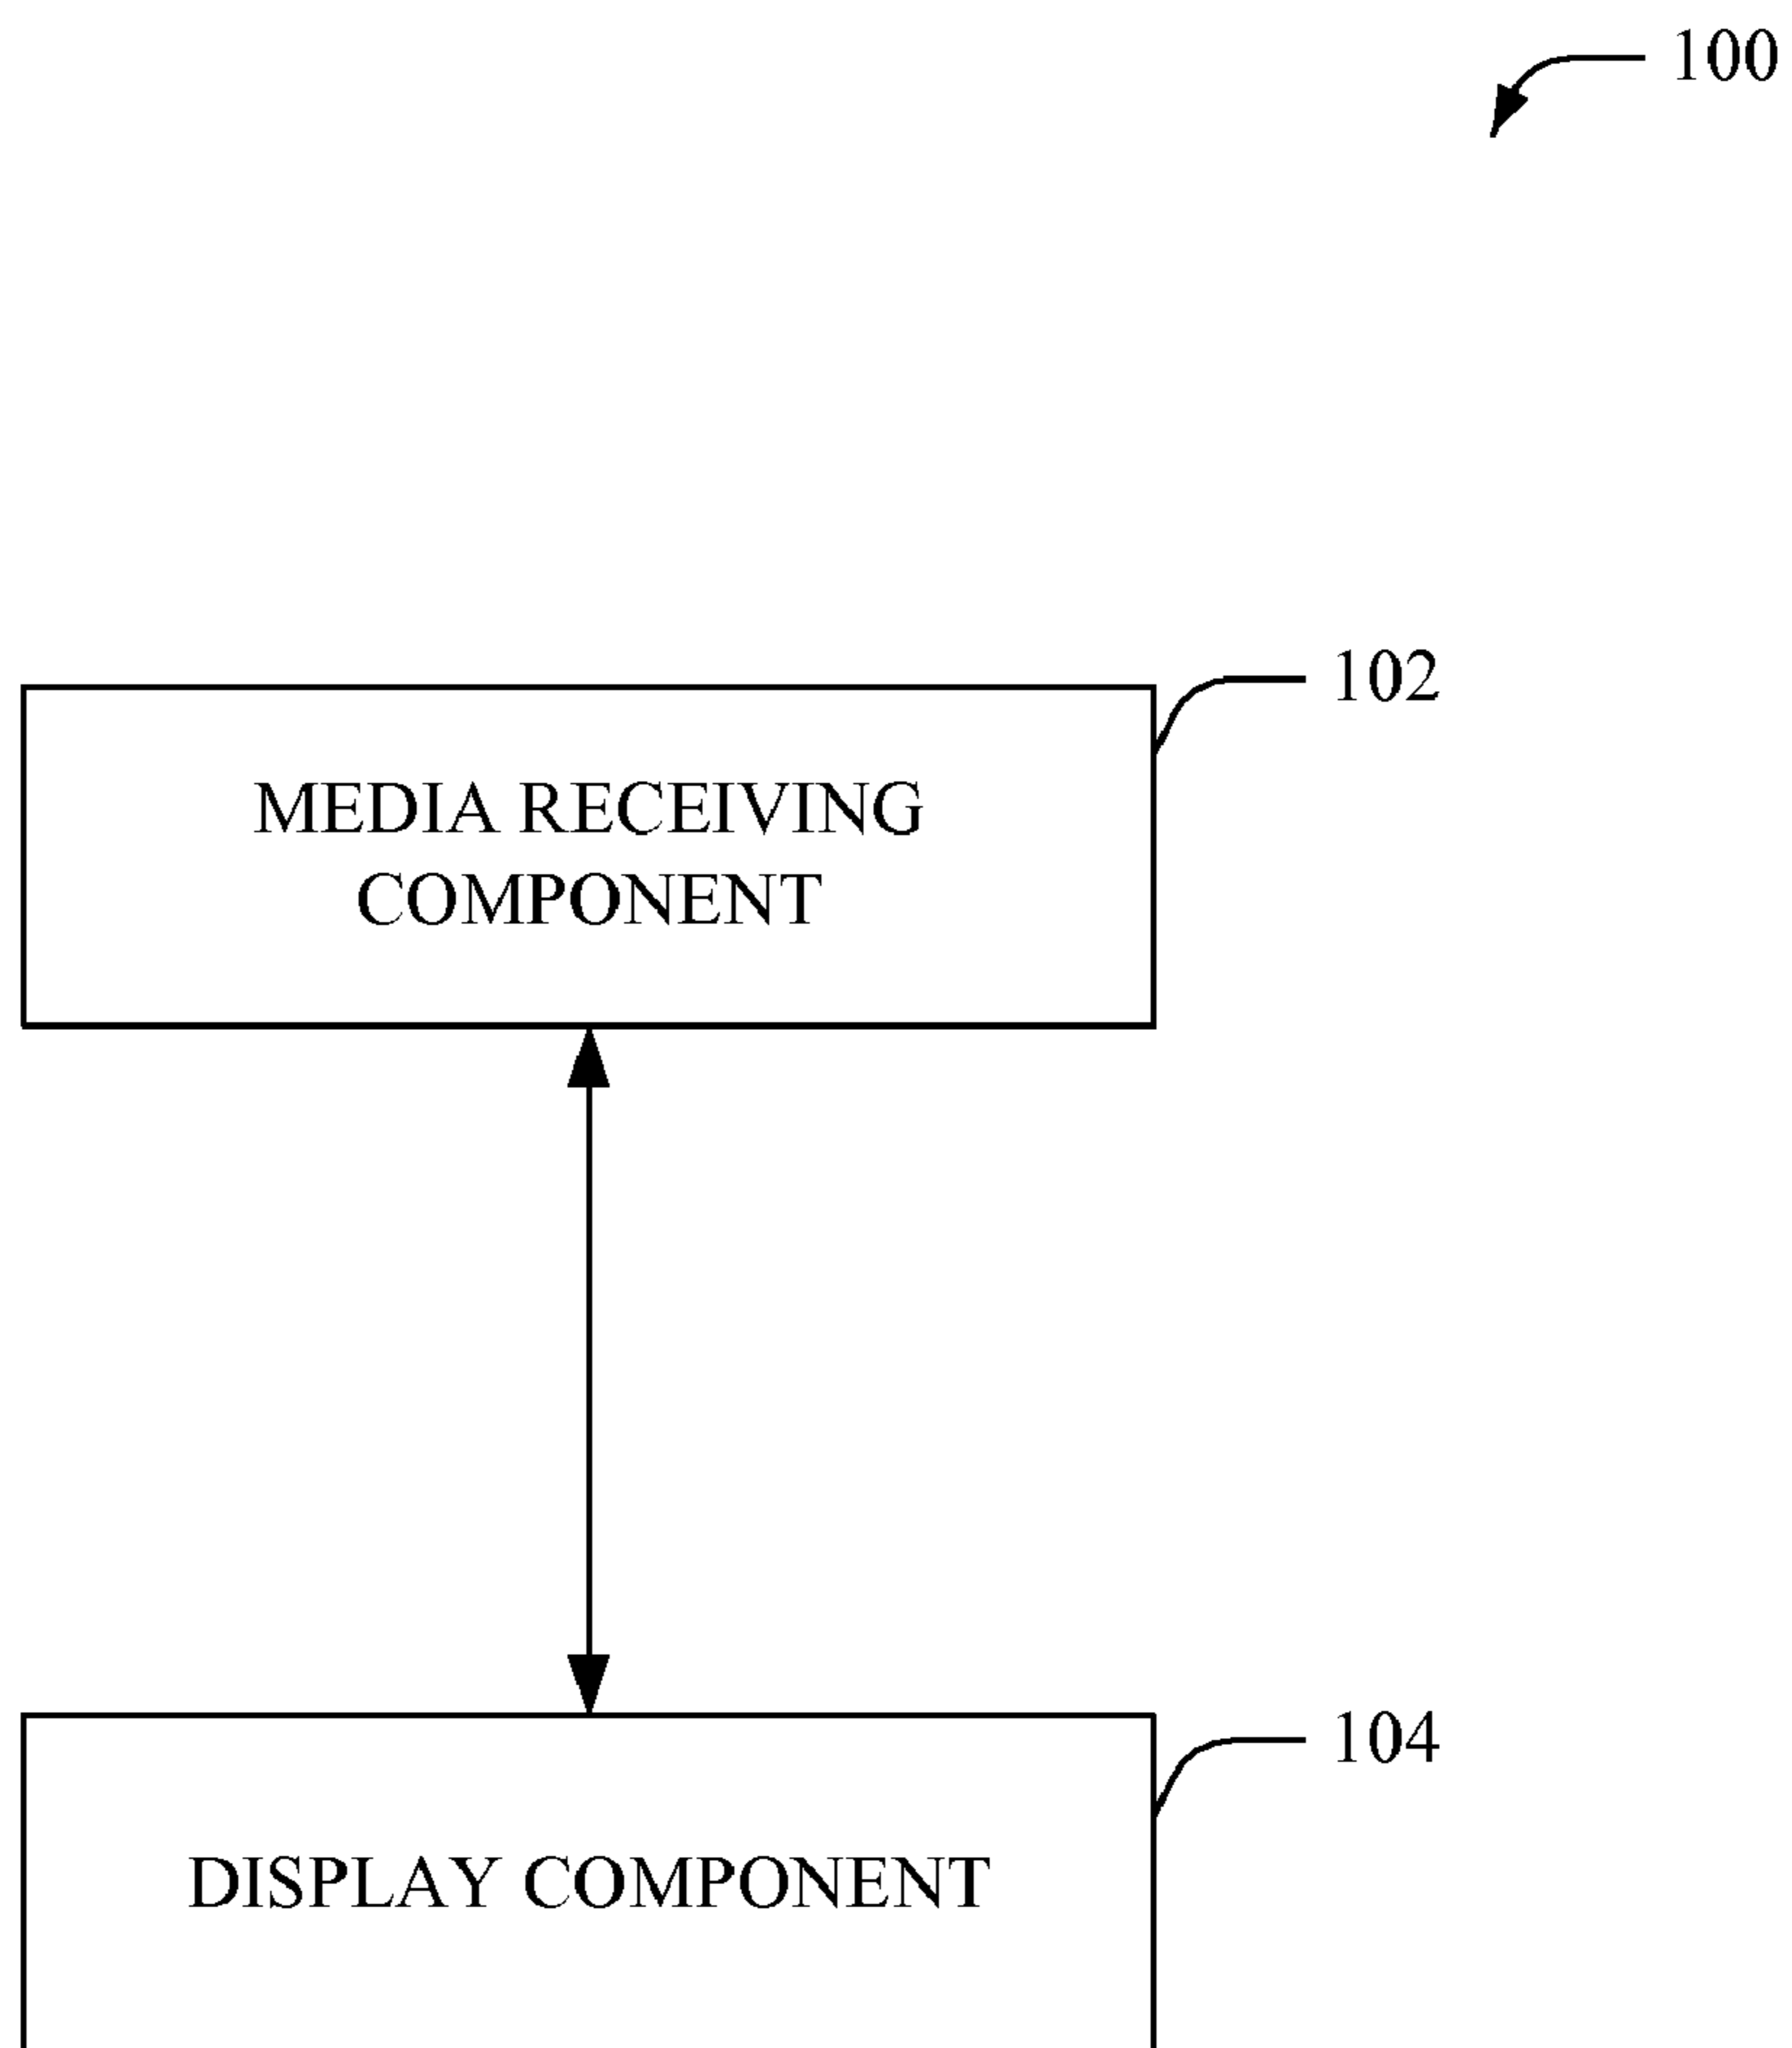 100
102
MEDIA RECEIVING
COMPONENT
104
DISPLAY COMPONENT